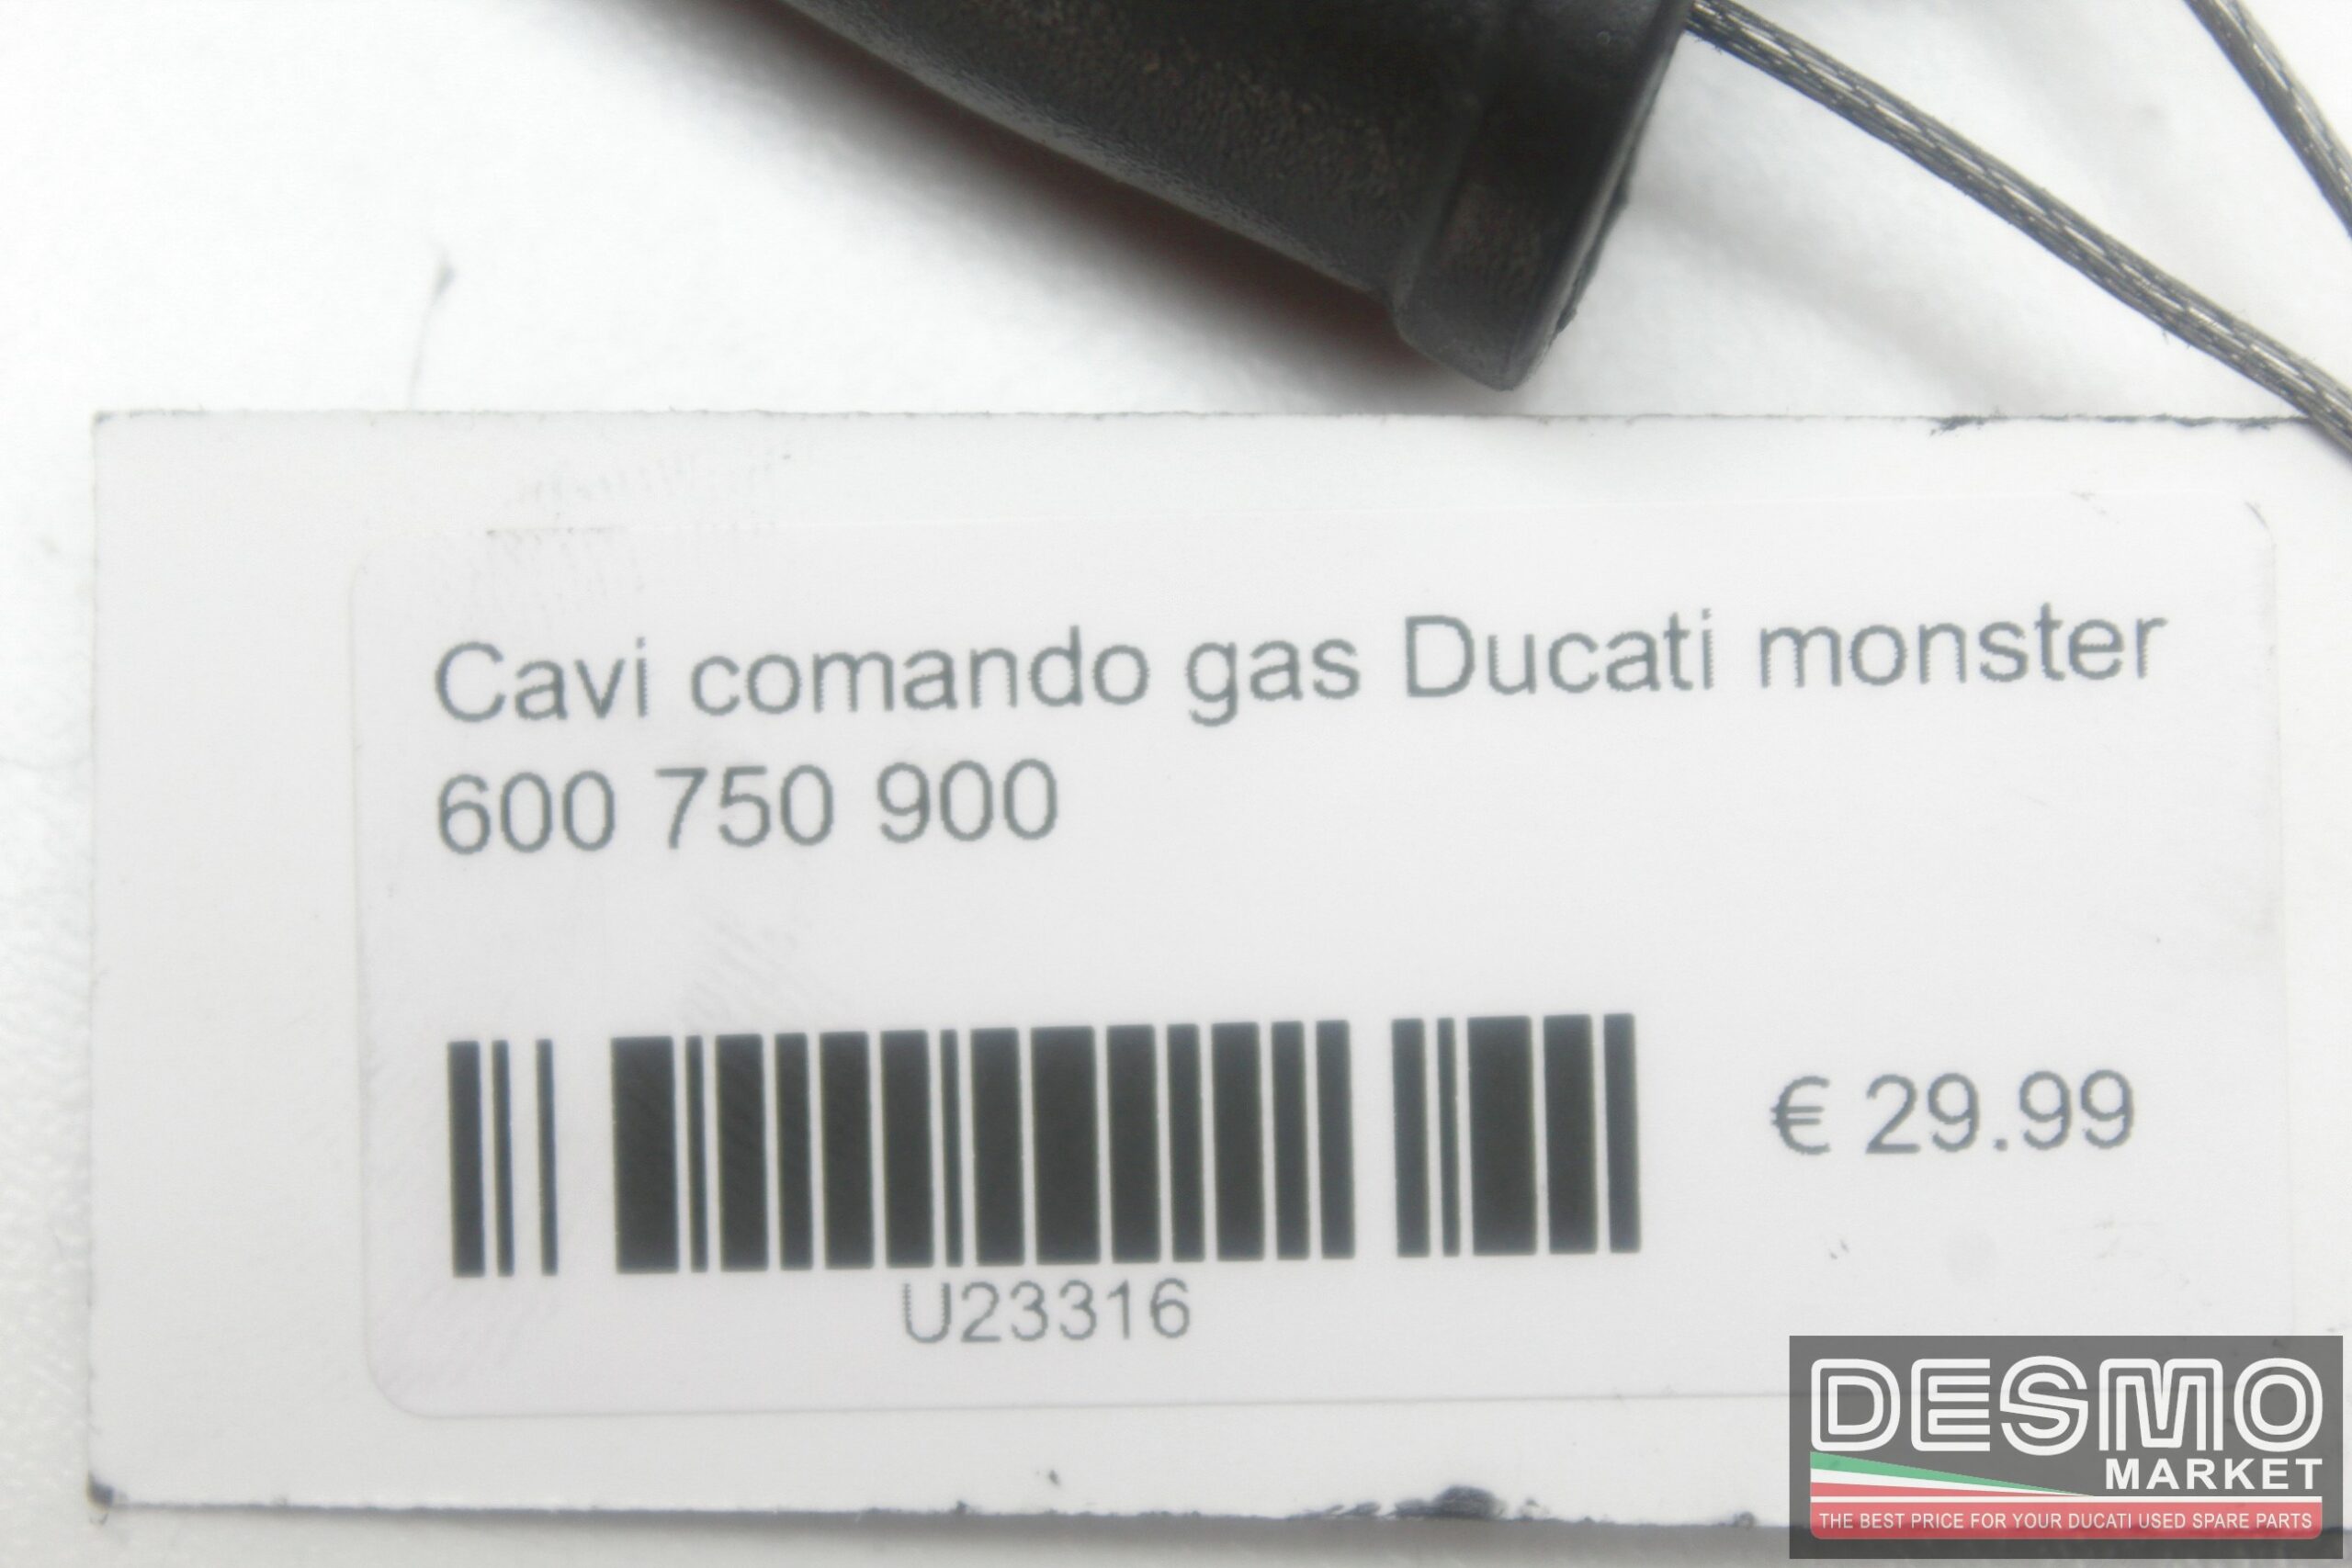 Cavi comando gas Ducati monster
600 750 900
€ 29.99
U23316
DESMO
MARKET
THE BEST PRICE FOR YOUR DUCATI USED SPARE PARTS